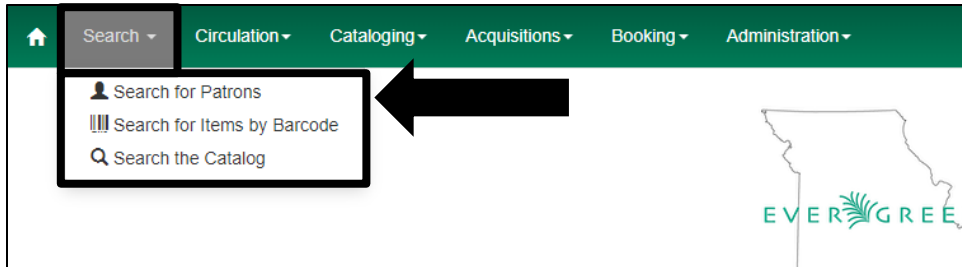 Search Circulation Cataloging Acquisitions Booking Administration
Search for Patrons
Search for Items by Barcode
Search the Catalog
EVERGREE